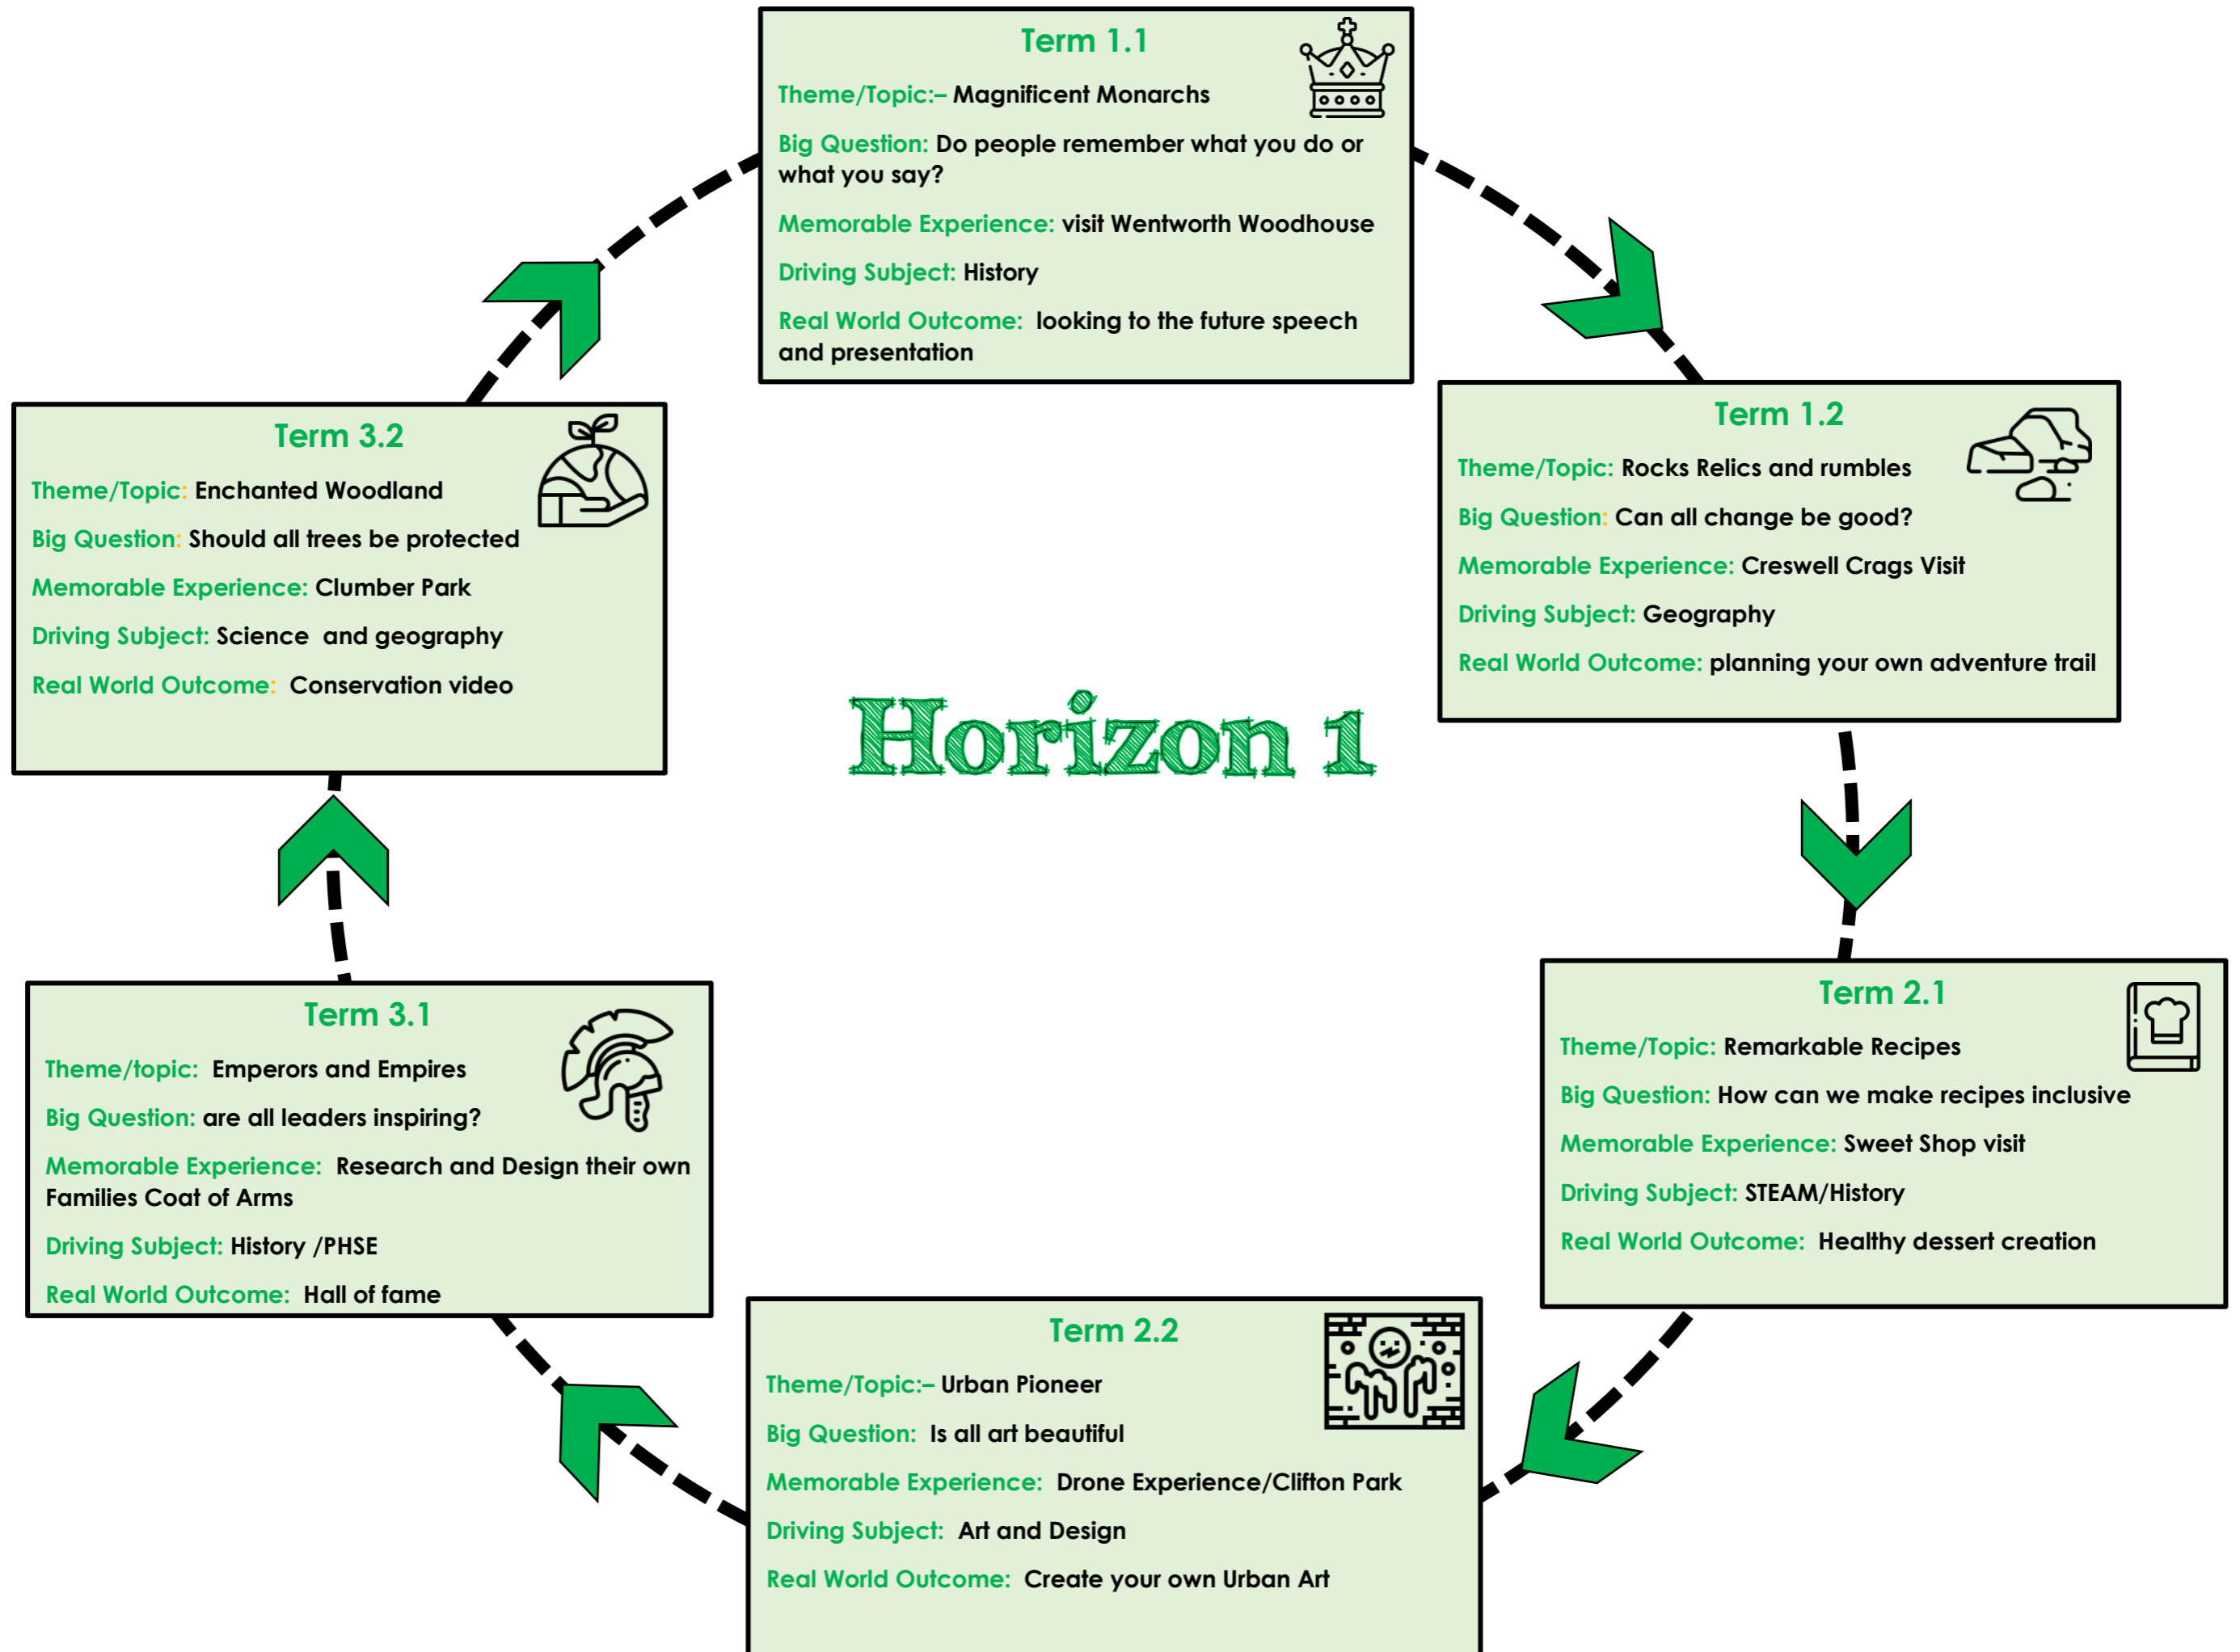 Term 1.1
Theme/Topic:– Magnificent Monarchs
Big Question: Do people remember what you do or
what you say?
Memorable Experience: visit Wentworth Woodhouse
Driving Subject: History
Real World Outcome: looking to the future speech
and presentation
Term 1.2
Theme/Topic: Rocks Relics and rumbles
Big Question: Can all change be good?
Memorable Experience: Creswell Crags Visit
Driving Subject: Geography
Real World Outcome: planning your own adventure trail
Term 2.1
Theme/Topic: Remarkable Recipes
Big Question: How can we make recipes inclusive
Memorable Experience: Sweet Shop visit
Driving Subject: STEAM/History
Real World Outcome: Healthy dessert creation
Term 2.2
Theme/Topic:– Urban Pioneer
Big Question: Is all art beautiful
Memorable Experience: Drone Experience/Clifton Park
Driving Subject: Art and Design
Real World Outcome: Create your own Urban Art
Term 3.1
Theme/topic: Emperors and Empires
Big Question: are all leaders inspiring?
Memorable Experience: Research and Design their own
Families Coat of Arms
Driving Subject: History /PHSE
Real World Outcome: Hall of fame
Term 3.2
Theme/Topic: Enchanted Woodland
Big Question: Should all trees be protected
Memorable Experience: Clumber Park
Driving Subject: Science and geography
Real World Outcome: Conservation video
Horizon 1